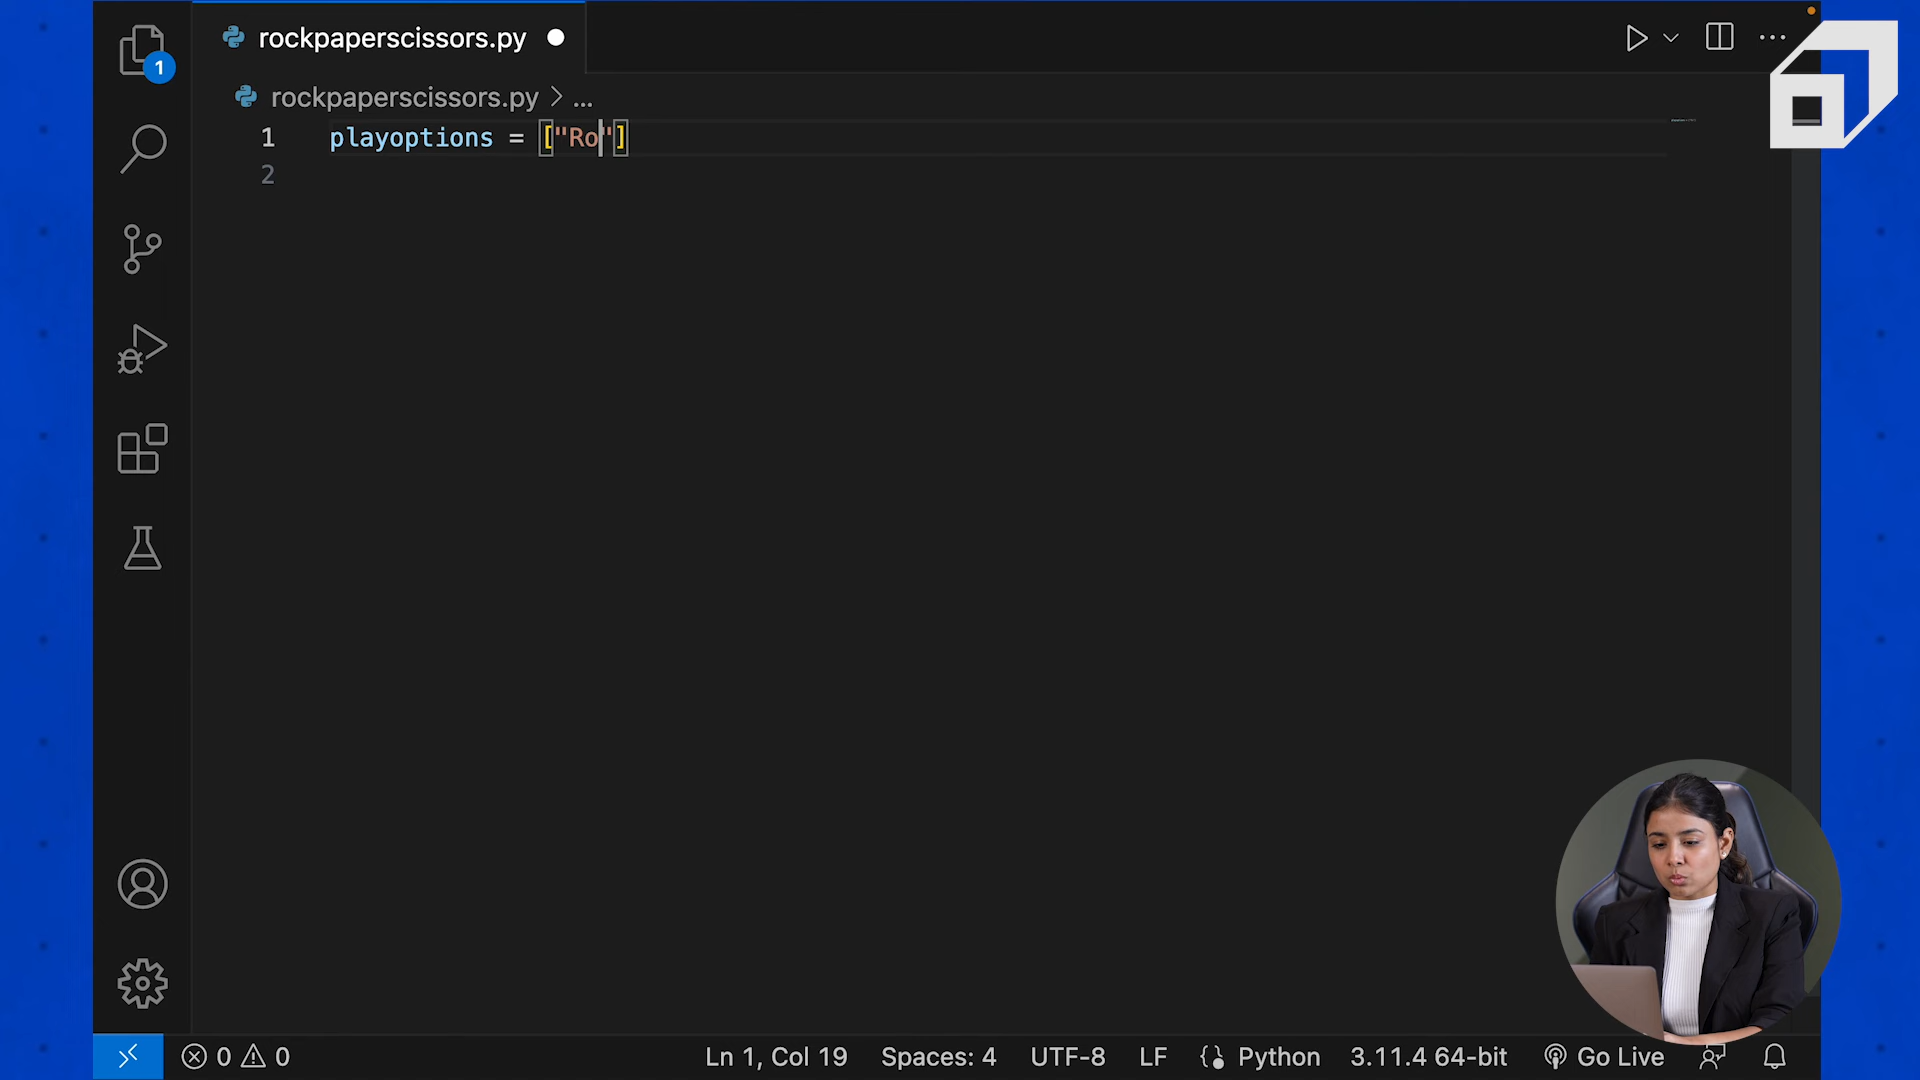 rockpaperscissors.py
1
rockpaperscissors.py > ...
1 playoptions = ["Ro"]
2
0 0 Ln 1, Col 19 Spaces: 4 UTF-8 LF Python 3.11.4 64-bit Go Live